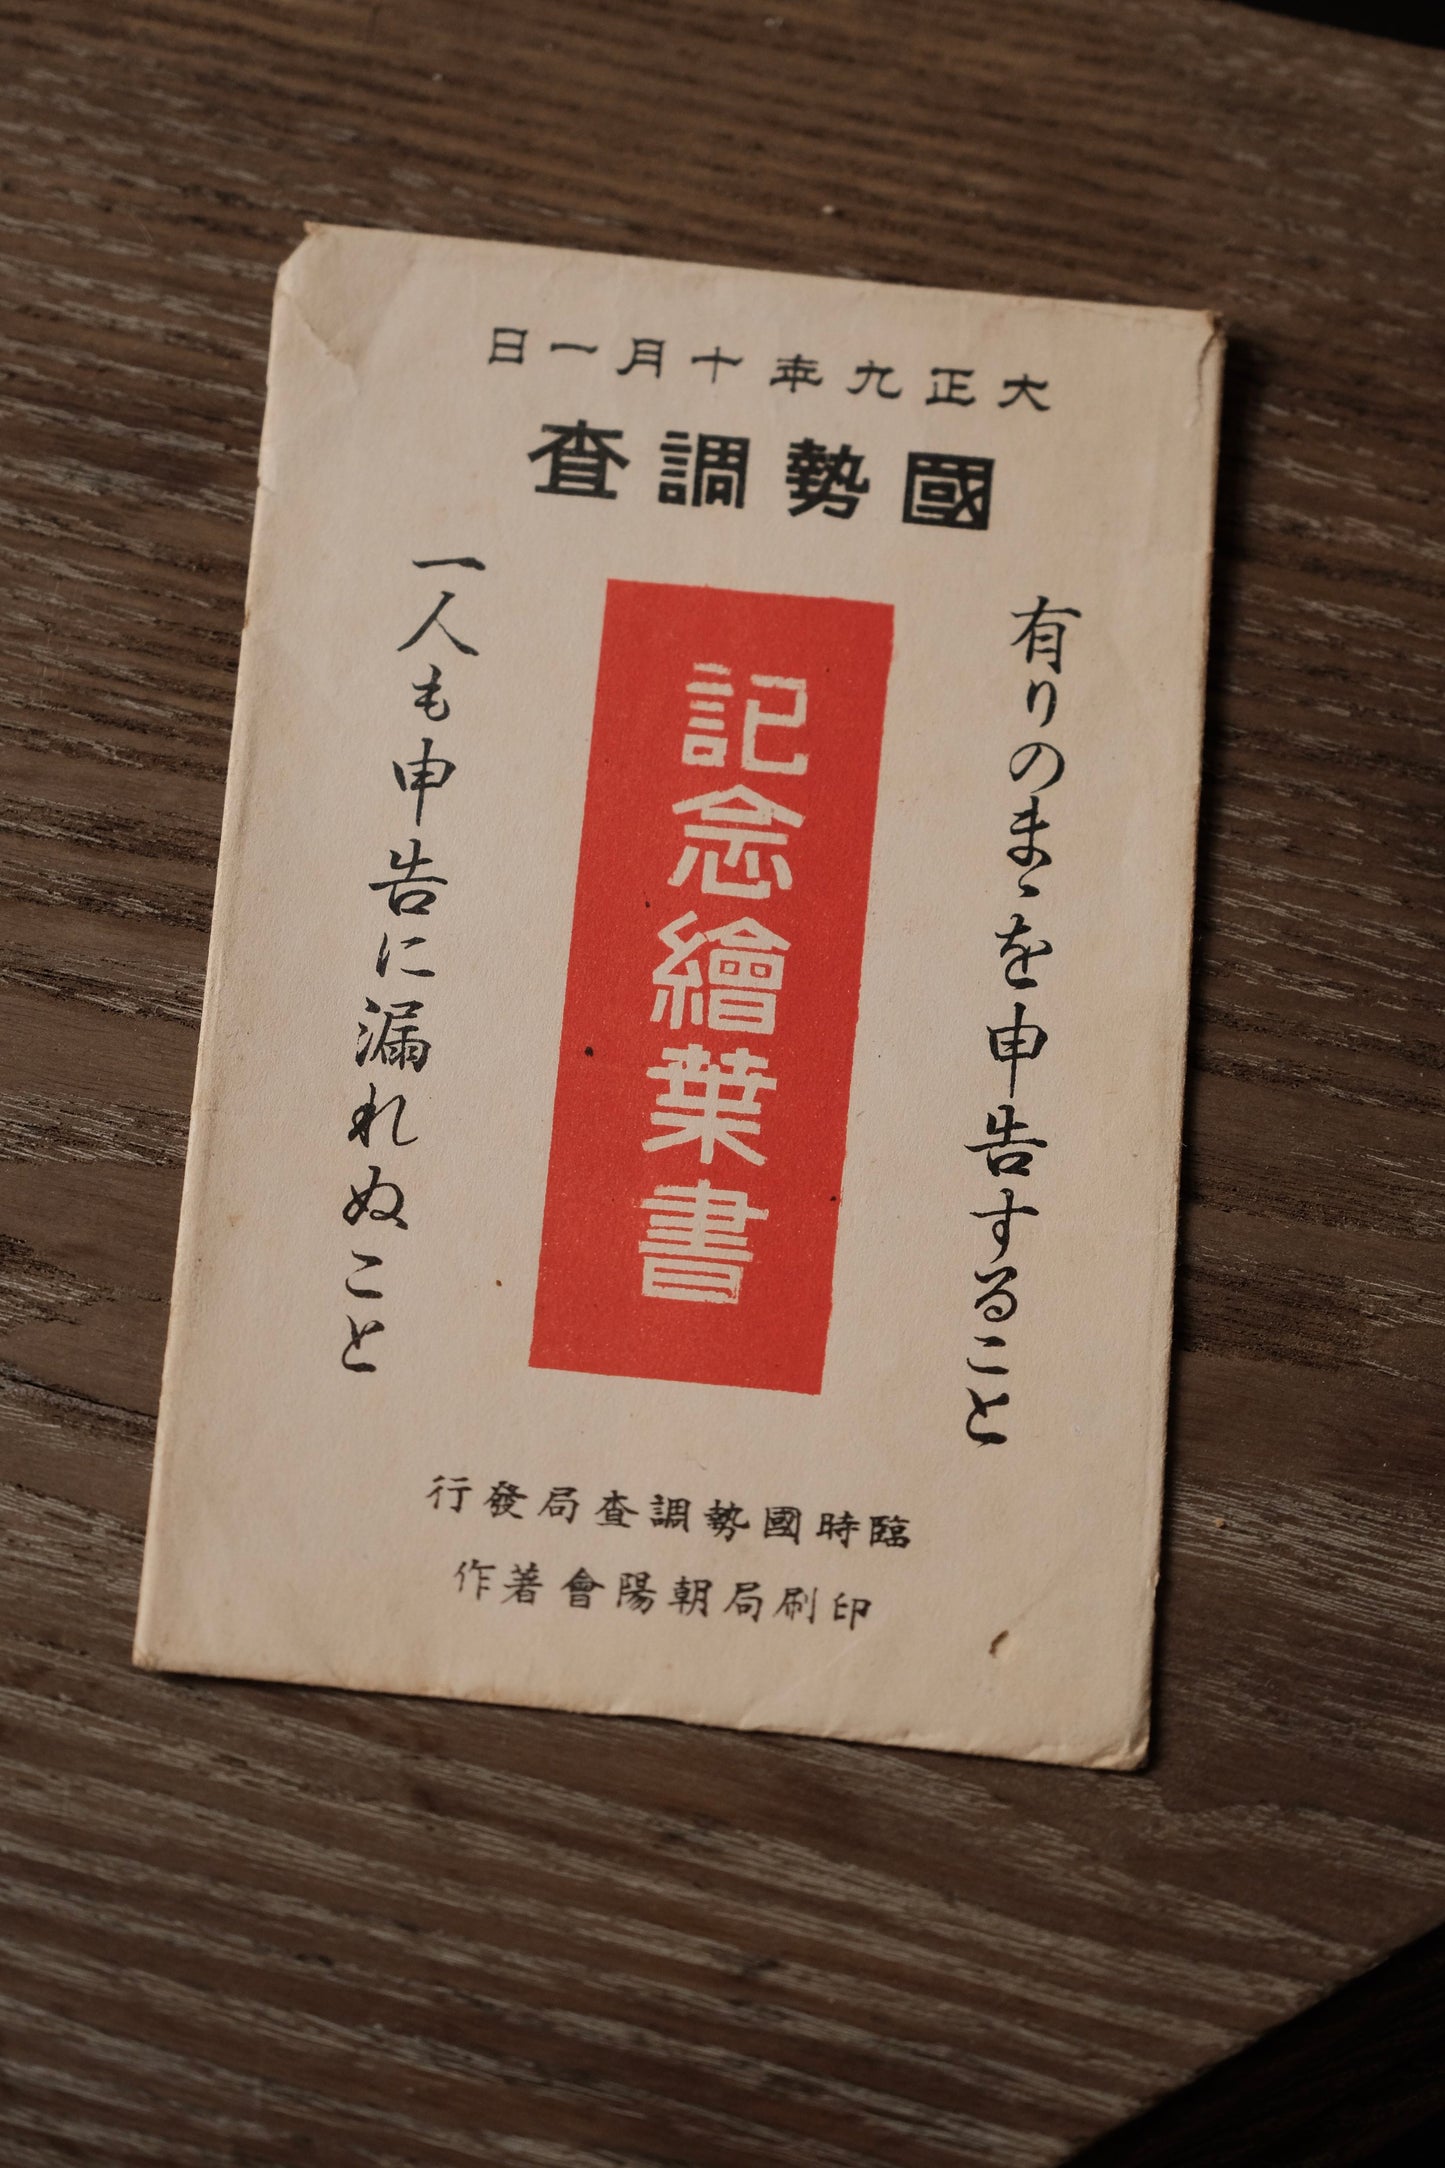 大正九年十月一日
國勢調査
有りのまゝを申告すること
記念繪葉書
一人も申告に漏れぬこと
臨時國勢調査局發行
印刷局朝陽會著作